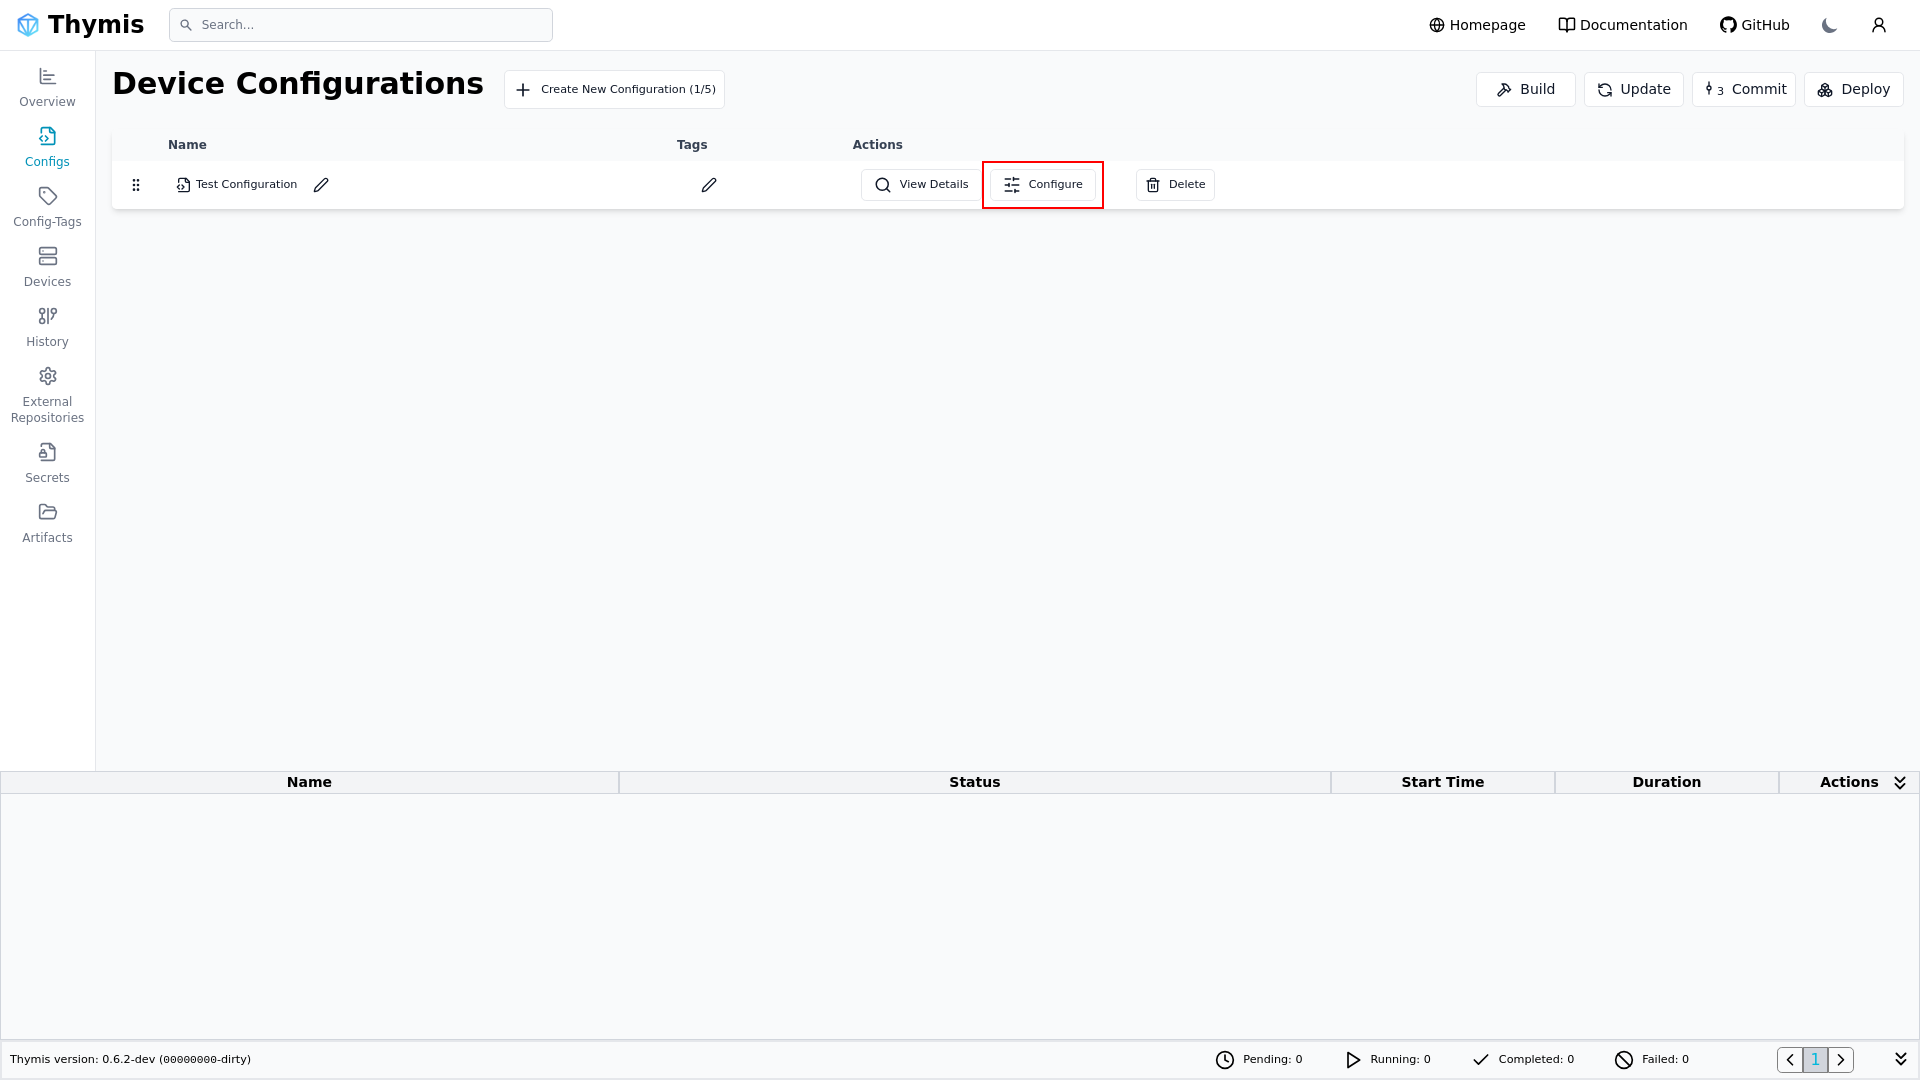 Thymis
Search...
Homepage
Documentation
GitHub
Overview
Configs
Config-Tags
Devices
History
External
Repositories
Secrets
Artifacts
Device Configurations
Create New Configuration (1/5)
Build
Update
3 Commit
Deploy
Name Tags Actions
Test Configuration
View Details
Configure
Delete
Name Status Start Time Duration Actions
Thymis version: 0.6.2-dev (00000000-dirty)
Pending: 0
Running: 0
Completed: 0
Failed: 0
1